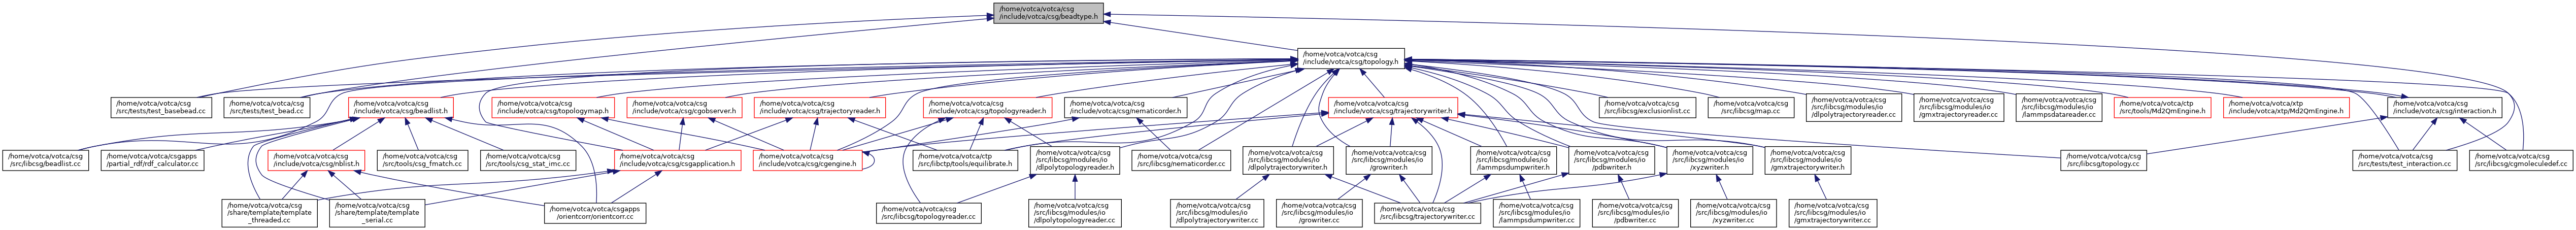 /home/votca/votca/csg
/include/votca/csg/beadtype.h
/home/votca/votca/csg
/include/votca/csg/topology.h
/home/votca/votca/csg
/src/tests/test_basebead.cc
/home/votca/votca/csg
/src/tests/test_bead.cc
/home/votca/votca/csg
/include/votca/csg/beadlist.h
/home/votca/votca/csg
/include/votca/csg/topologymap.h
/home/votca/votca/csg
/include/votca/csg/cgobserver.h
/home/votca/votca/csg
/include/votca/csg/trajectoryreader.h
/home/votca/votca/csg
/include/votca/csg/topologyreader.h
/home/votca/votca/csg
/include/votca/csg/nematicorder.h
/home/votca/votca/csg
/include/votca/csg/trajectorywriter.h
/home/votca/votca/csg
/src/libcsg/exclusionlist.cc
/home/votca/votca/csg
/src/libcsg/map.cc
/home/votca/votca/csg
/src/libcsg/modules/io
/dlpolytrajectoryreader.cc
/home/votca/votca/csg
/src/libcsg/modules/io
/gmxtrajectoryreader.cc
/home/votca/votca/csg
/src/libcsg/modules/io
/lammpsdatareader.cc
/home/votca/votca/ctp
/src/tools/Md2QmEngine.h
/home/votca/votca/xtp
/include/votca/xtp/Md2QmEngine.h
/home/votca/votca/csg
/include/votca/csg/interaction.h
/home/votca/votca/csg
/src/libcsg/beadlist.cc
/home/votca/votca/csgapps
/partial_rdf/rdf_calculator.cc
/home/votca/votca/csg
/include/votca/csg/nblist.h
/home/votca/votca/csg
/src/tools/csg_fmatch.cc
/home/votca/votca/csg
/src/tools/csg_stat_imc.cc
/home/votca/votca/csg
/include/votca/csg/csgapplication.h
/home/votca/votca/csg
/include/votca/csg/cgengine.h
/home/votca/votca/ctp
/src/libctp/tools/equilibrate.h
/home/votca/votca/csg
/src/libcsg/modules/io
/dlpolytopologyreader.h
/home/votca/votca/csg
/src/libcsg/nematicorder.cc
/home/votca/votca/csg
/src/libcsg/modules/io
/dlpolytrajectorywriter.h
/home/votca/votca/csg
/src/libcsg/modules/io
/growriter.h
/home/votca/votca/csg
/src/libcsg/modules/io
/lammpsdumpwriter.h
/home/votca/votca/csg
/src/libcsg/modules/io
/pdbwriter.h
/home/votca/votca/csg
/src/libcsg/modules/io
/xyzwriter.h
/home/votca/votca/csg
/src/libcsg/modules/io
/gmxtrajectorywriter.h
/home/votca/votca/csg
/src/libcsg/topology.cc
/home/votca/votca/csg
/src/tests/test_interaction.cc
/home/votca/votca/csg
/src/libcsg/cgmoleculedef.cc
/home/votca/votca/csg
/share/template/template
_threaded.cc
/home/votca/votca/csg
/share/template/template
_serial.cc
/home/votca/votca/csgapps
/orientcorr/orientcorr.cc
/home/votca/votca/csg
/src/libcsg/topologyreader.cc
/home/votca/votca/csg
/src/libcsg/modules/io
/dlpolytopologyreader.cc
/home/votca/votca/csg
/src/libcsg/modules/io
/dlpolytrajectorywriter.cc
/home/votca/votca/csg
/src/libcsg/modules/io
/growriter.cc
/home/votca/votca/csg
/src/libcsg/trajectorywriter.cc
/home/votca/votca/csg
/src/libcsg/modules/io
/lammpsdumpwriter.cc
/home/votca/votca/csg
/src/libcsg/modules/io
/pdbwriter.cc
/home/votca/votca/csg
/src/libcsg/modules/io
/xyzwriter.cc
/home/votca/votca/csg
/src/libcsg/modules/io
/gmxtrajectorywriter.cc